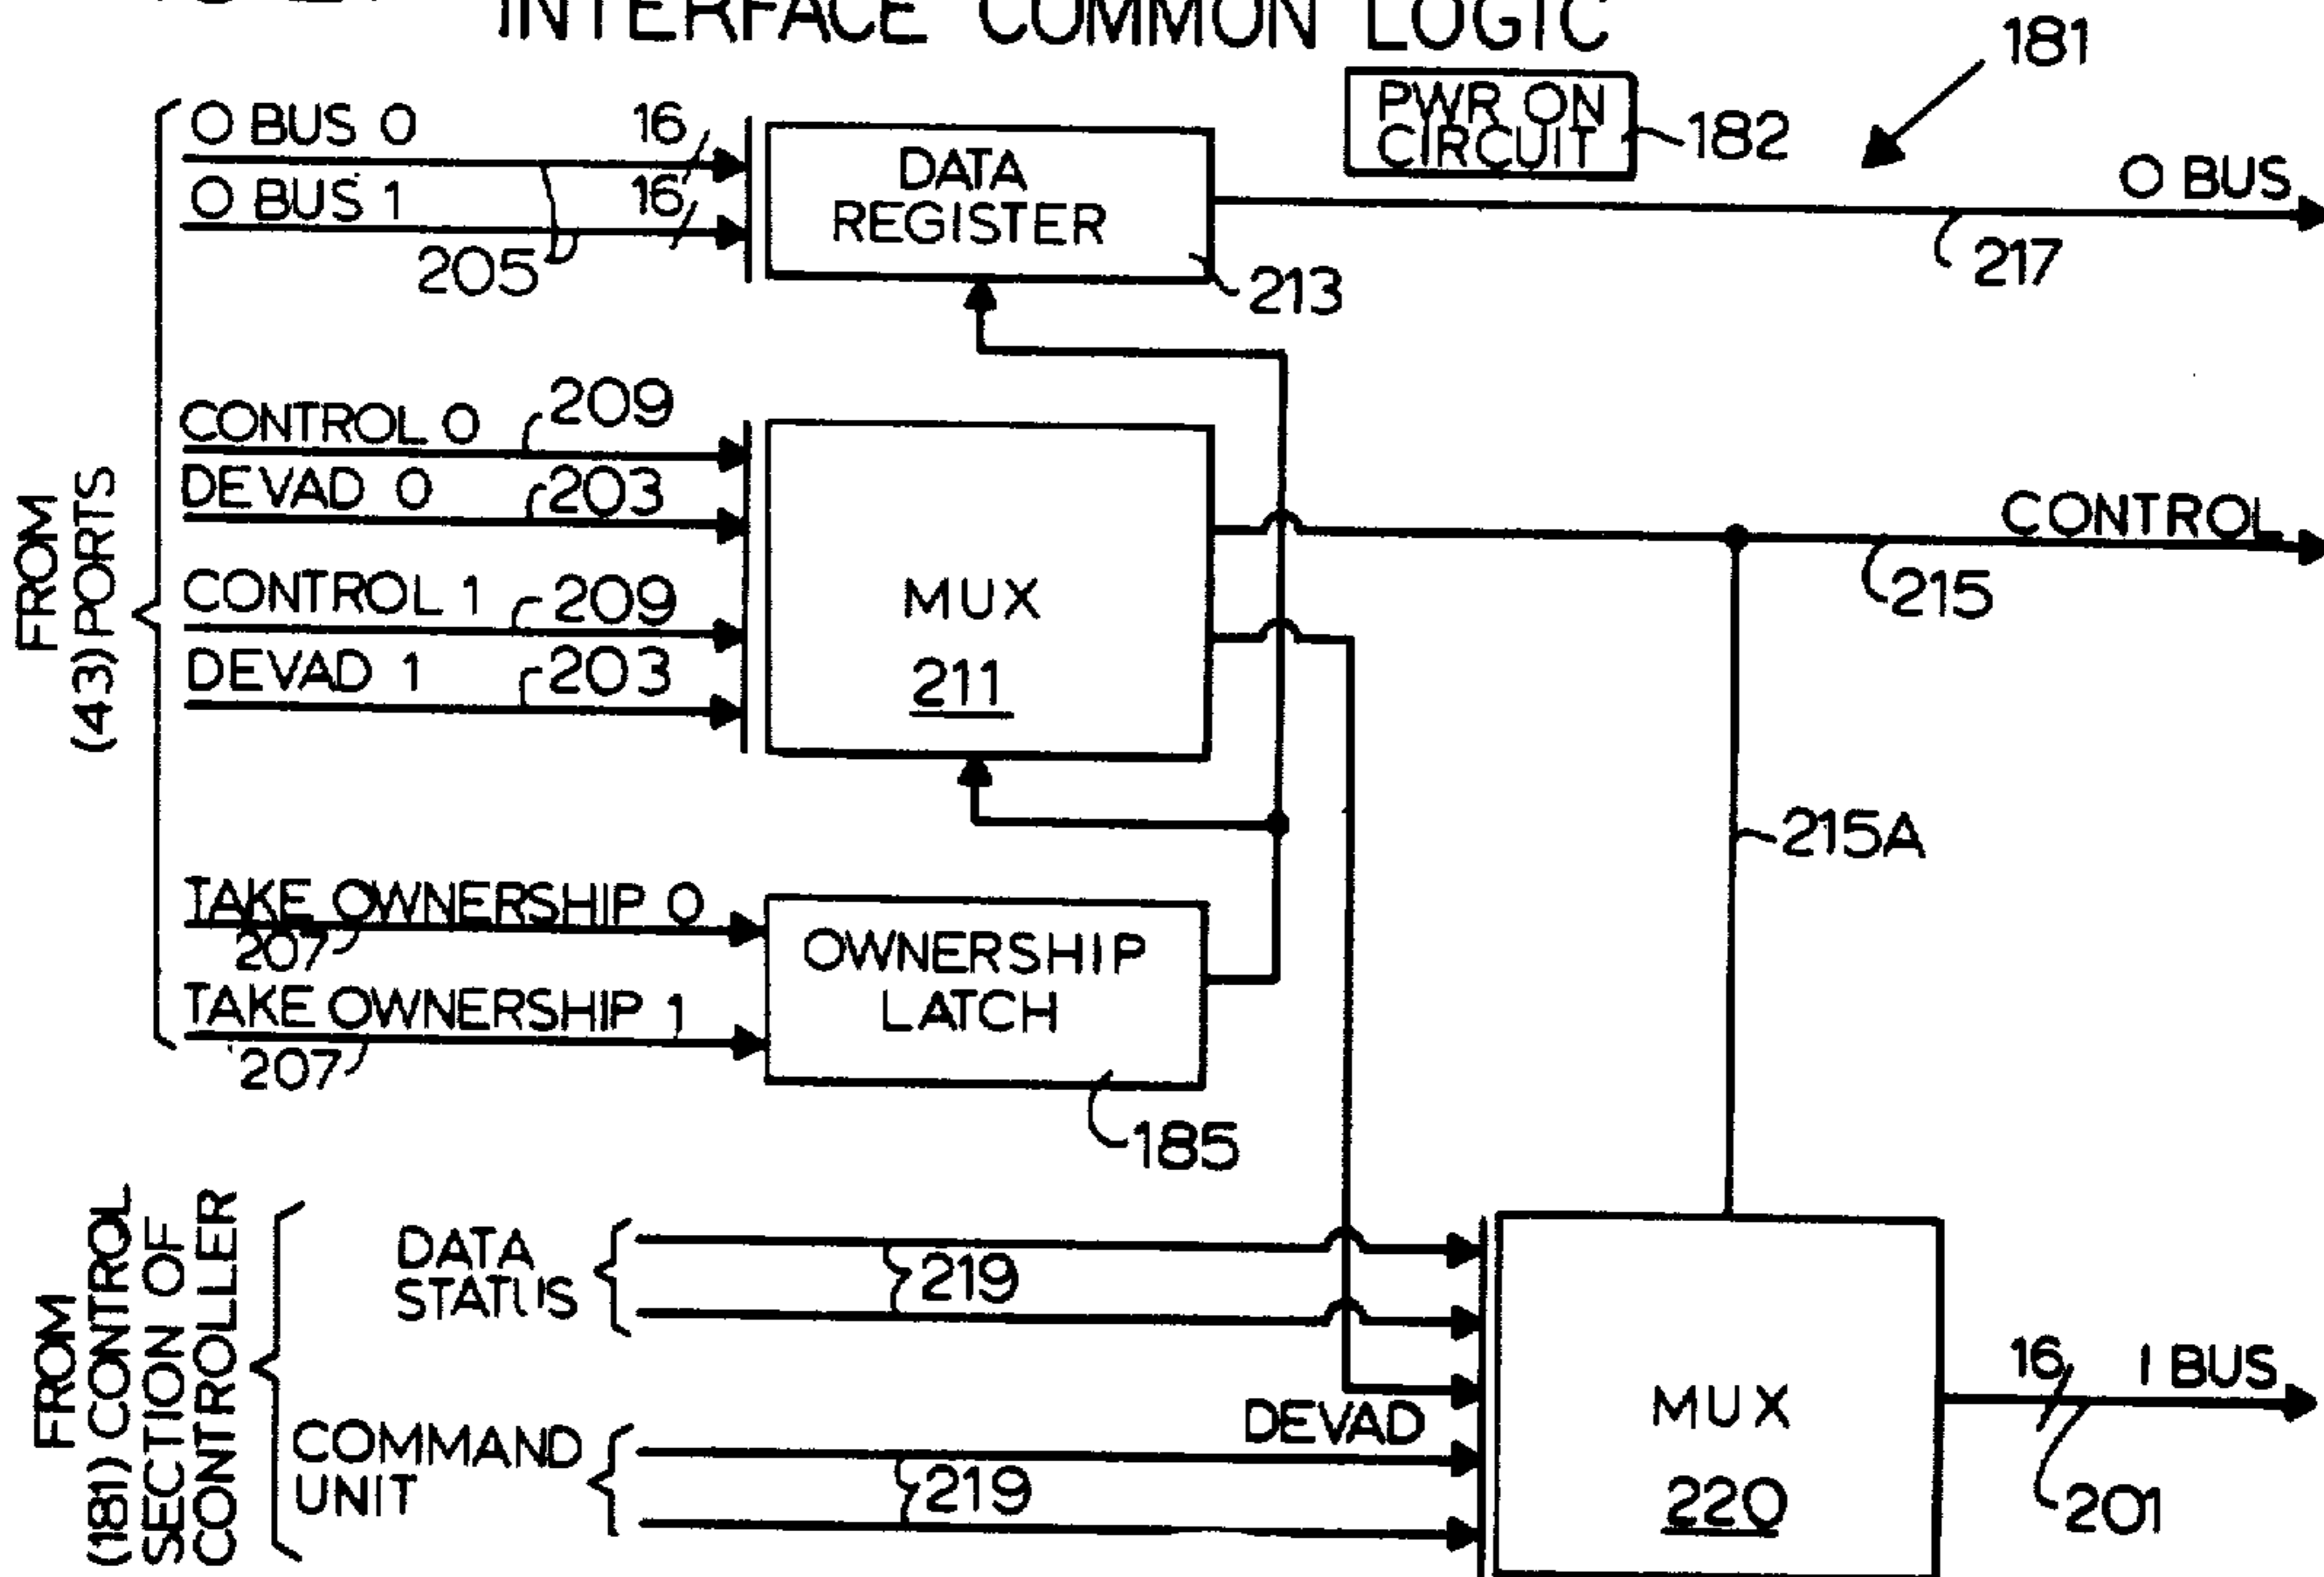 INTERFACE COMMON LOGIC
181
PWR ON
CIRCUIT
182
O BUS 0
16
O BUS 1
16
205
DATA
REGISTER
213
O BUS
217
FROM
(43) PORTS
CONTROL 0
209
DEVAD 0
203
CONTROL 1
209
DEVAD 1
203
MUX
211
CONTROL
215
215A
TAKE OWNERSHIP 0
207
TAKE OWNERSHIP 1
207
OWNERSHIP
LATCH
185
FROM
(181) CONTROL
SECTION OF
CONTROLLER
DATA
STATUS
219
DEVAD
COMMAND
UNIT
219
MUX
220
16
I BUS
201